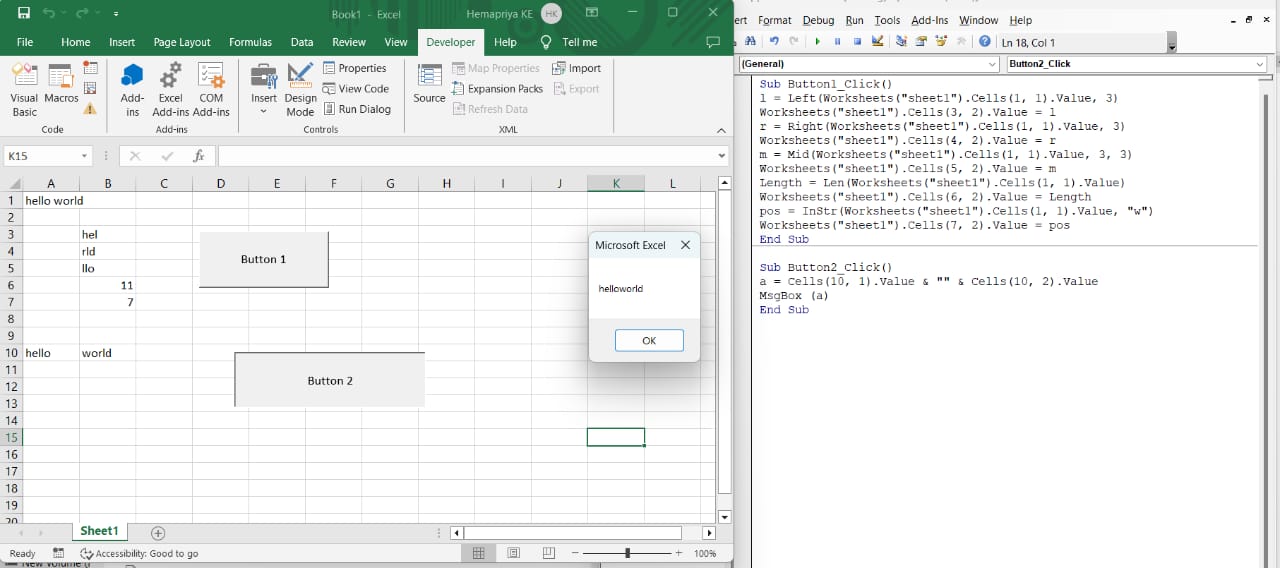 Book1 - Excel
Hemapriya KE
HK
File Home Insert Page Layout Formulas Data Review View Developer Help Tell me
Visual Basic
Macros
Code
Add-ins
Excel Add-ins
COM Add-ins
Add-ins
Insert
Design Mode
Properties
View Code
Run Dialog
Controls
Source
Map Properties
Expansion Packs
Refresh Data
Import
Export
XML
K15
fx
A B C D E F G H I J K L
1 hello world
2
3 hel
4 rld
5 llo
6 11
7 7
8
9
10 hello world
11
12
13
14
15
16
17
18
19
20
Button 1
Button 2
Microsoft Excel
helloworld
OK
Sheet1
Ready
Accessibility: Good to go
100%
New Volume (
ert Format Debug Run Tools Add-Ins Window Help
Ln 18, Col 1
(General)
Button2_Click
Sub Button1_Click()
l = Left(Worksheets("sheet1").Cells(1, 1).Value, 3)
Worksheets("sheet1").Cells(3, 2).Value = l
r = Right(Worksheets("sheet1").Cells(1, 1).Value, 3)
Worksheets("sheet1").Cells(4, 2).Value = r
m = Mid(Worksheets("sheet1").Cells(1, 1).Value, 3, 3)
Worksheets("sheet1").Cells(5, 2).Value = m
Length = Len(Worksheets("sheet1").Cells(1, 1).Value)
Worksheets("sheet1").Cells(6, 2).Value = Length
pos = InStr(Worksheets("sheet1").Cells(1, 1).Value, "w")
Worksheets("sheet1").Cells(7, 2).Value = pos
End Sub
Sub Button2_Click()
a = Cells(10, 1).Value & "" & Cells(10, 2).Value
MsgBox (a)
End Sub